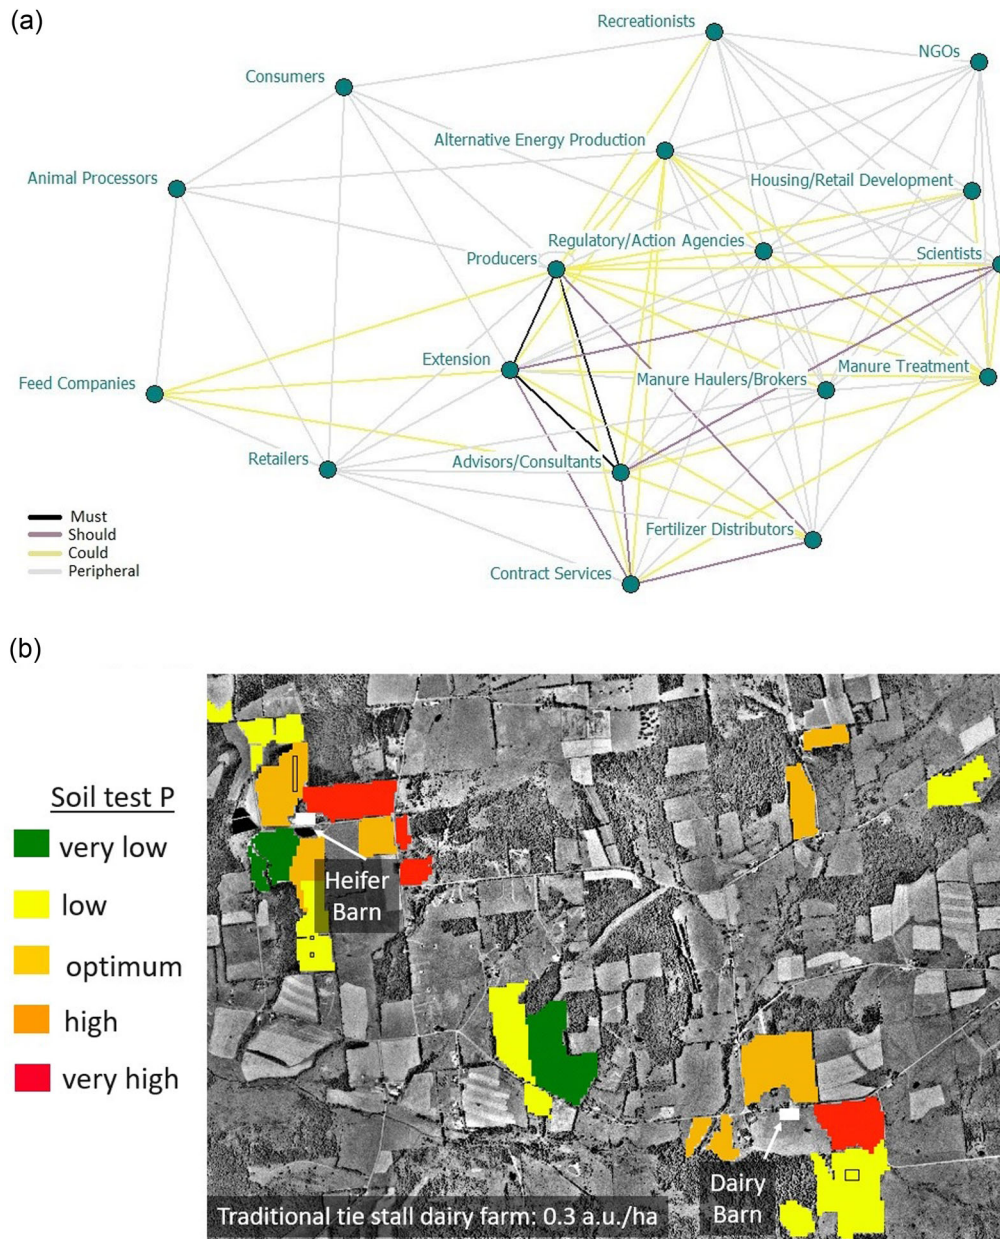 (a)
Recreationists
NGOs
Consumers
Alternative Energy Production
Animal Processors
Housing/Retail Development
Regulatory/Action Agencies
Producers
Scientists
Extension
Manure Treatment
Feed Companies
Manure Haulers/Brokers
Retailers
Advisors/Consultants
Must
Should
Could
Peripheral
Fertilizer Distributors
Contract Services
(b)
Soil test P
very low
low
optimum
high
very high
Heifer
Barn
Dairy
Barn
Traditional tie stall dairy farm: 0.3 a.u./ha